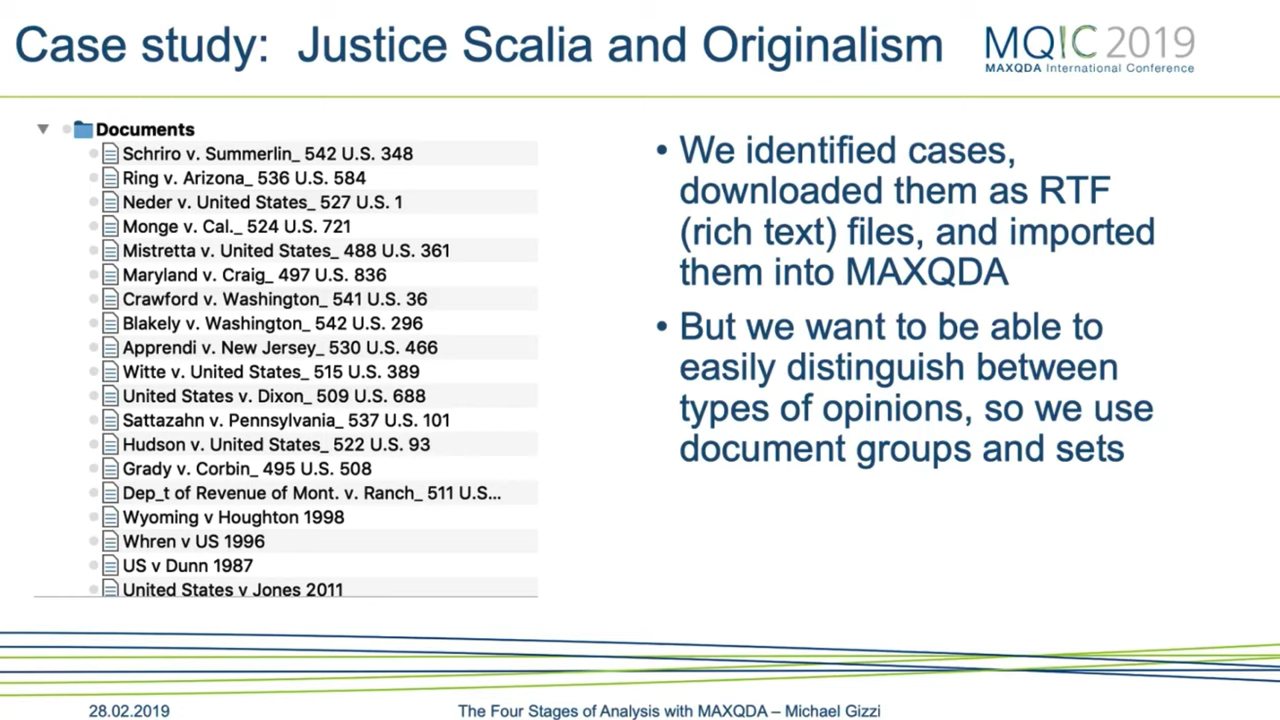 Case study:  Justice Scalia and Originalism
MQIC 2019
MAXQDA International Conference
Documents
Schriro v. Summerlin_ 542 U.S. 348
Ring v. Arizona_ 536 U.S. 584
Neder v. United States_ 527 U.S. 1
Monge v. Cal._ 524 U.S. 721
Mistretta v. United States_ 488 U.S. 361
Maryland v. Craig_ 497 U.S. 836
Crawford v. Washington_ 541 U.S. 36
Blakely v. Washington_ 542 U.S. 296
Apprendi v. New Jersey_ 530 U.S. 466
Witte v. United States_ 515 U.S. 389
United States v. Dixon_ 509 U.S. 688
Sattazahn v. Pennsylvania_ 537 U.S. 101
Hudson v. United States_ 522 U.S. 93
Grady v. Corbin_ 495 U.S. 508
Dep_t of Revenue of Mont. v. Ranch_ 511 U.S...
Wyoming v Houghton 1998
Whren v US 1996
US v Dunn 1987
United States v Jones 2011
• We identified cases,
downloaded them as RTF
(rich text) files, and imported
them into MAXQDA
• But we want to be able to
easily distinguish between
types of opinions, so we use
document groups and sets
28.02.2019
The Four Stages of Analysis with MAXQDA – Michael Gizzi